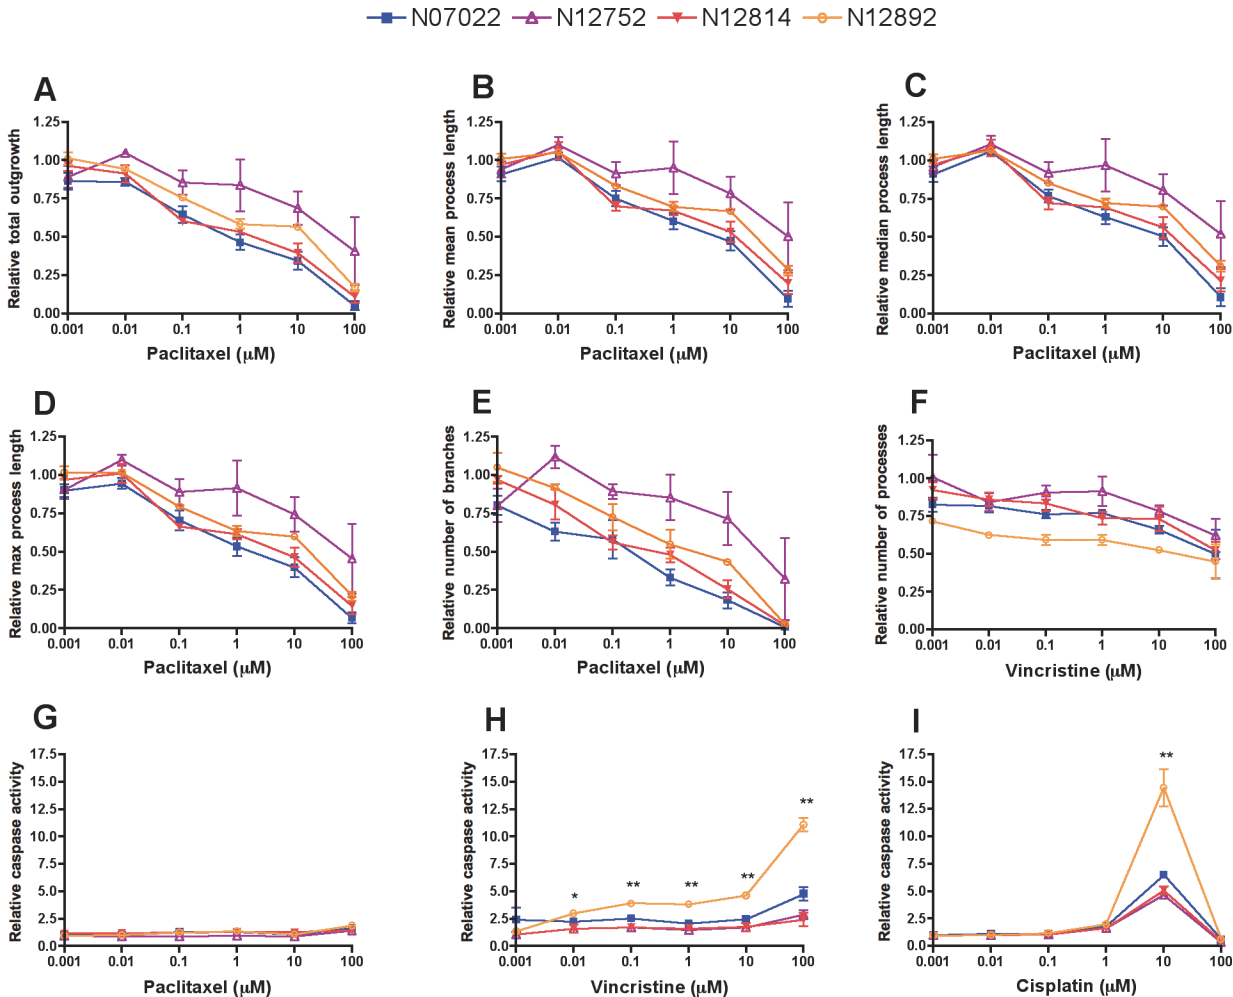 N07022 N12752 N12814 N12892
A
Relative total outgrowth
1.25
1.00
0.75
0.50
0.25
0.00
0.001 0.01 0.1 1 10 100
Paclitaxel (µM)
B
Relative mean process length
1.25
1.00
0.75
0.50
0.25
0.00
0.001 0.01 0.1 1 10 100
Paclitaxel (µM)
C
Relative median process length
1.25
1.00
0.75
0.50
0.25
0.00
0.001 0.01 0.1 1 10 100
Paclitaxel (µM)
D
Relative max process length
1.25
1.00
0.75
0.50
0.25
0.00
0.001 0.01 0.1 1 10 100
Paclitaxel (µM)
E
Relative number of branches
1.25
1.00
0.75
0.50
0.25
0.00
0.001 0.01 0.1 1 10 100
Paclitaxel (µM)
F
Relative number of processes
1.25
1.00
0.75
0.50
0.25
0.00
0.001 0.01 0.1 1 10 100
Vincristine (µM)
G
Relative caspase activity
17.5
15.0
12.5
10.0
7.5
5.0
2.5
0.0
0.001 0.01 0.1 1 10 100
Paclitaxel (µM)
H
Relative caspase activity
17.5
15.0
12.5
10.0
7.5
5.0
2.5
0.0
* ** ** ** **
0.001 0.01 0.1 1 10 100
Vincristine (µM)
I
Relative caspase activity
17.5
15.0
12.5
10.0
7.5
5.0
2.5
0.0
**
0.001 0.01 0.1 1 10 100
Cisplatin (µM)